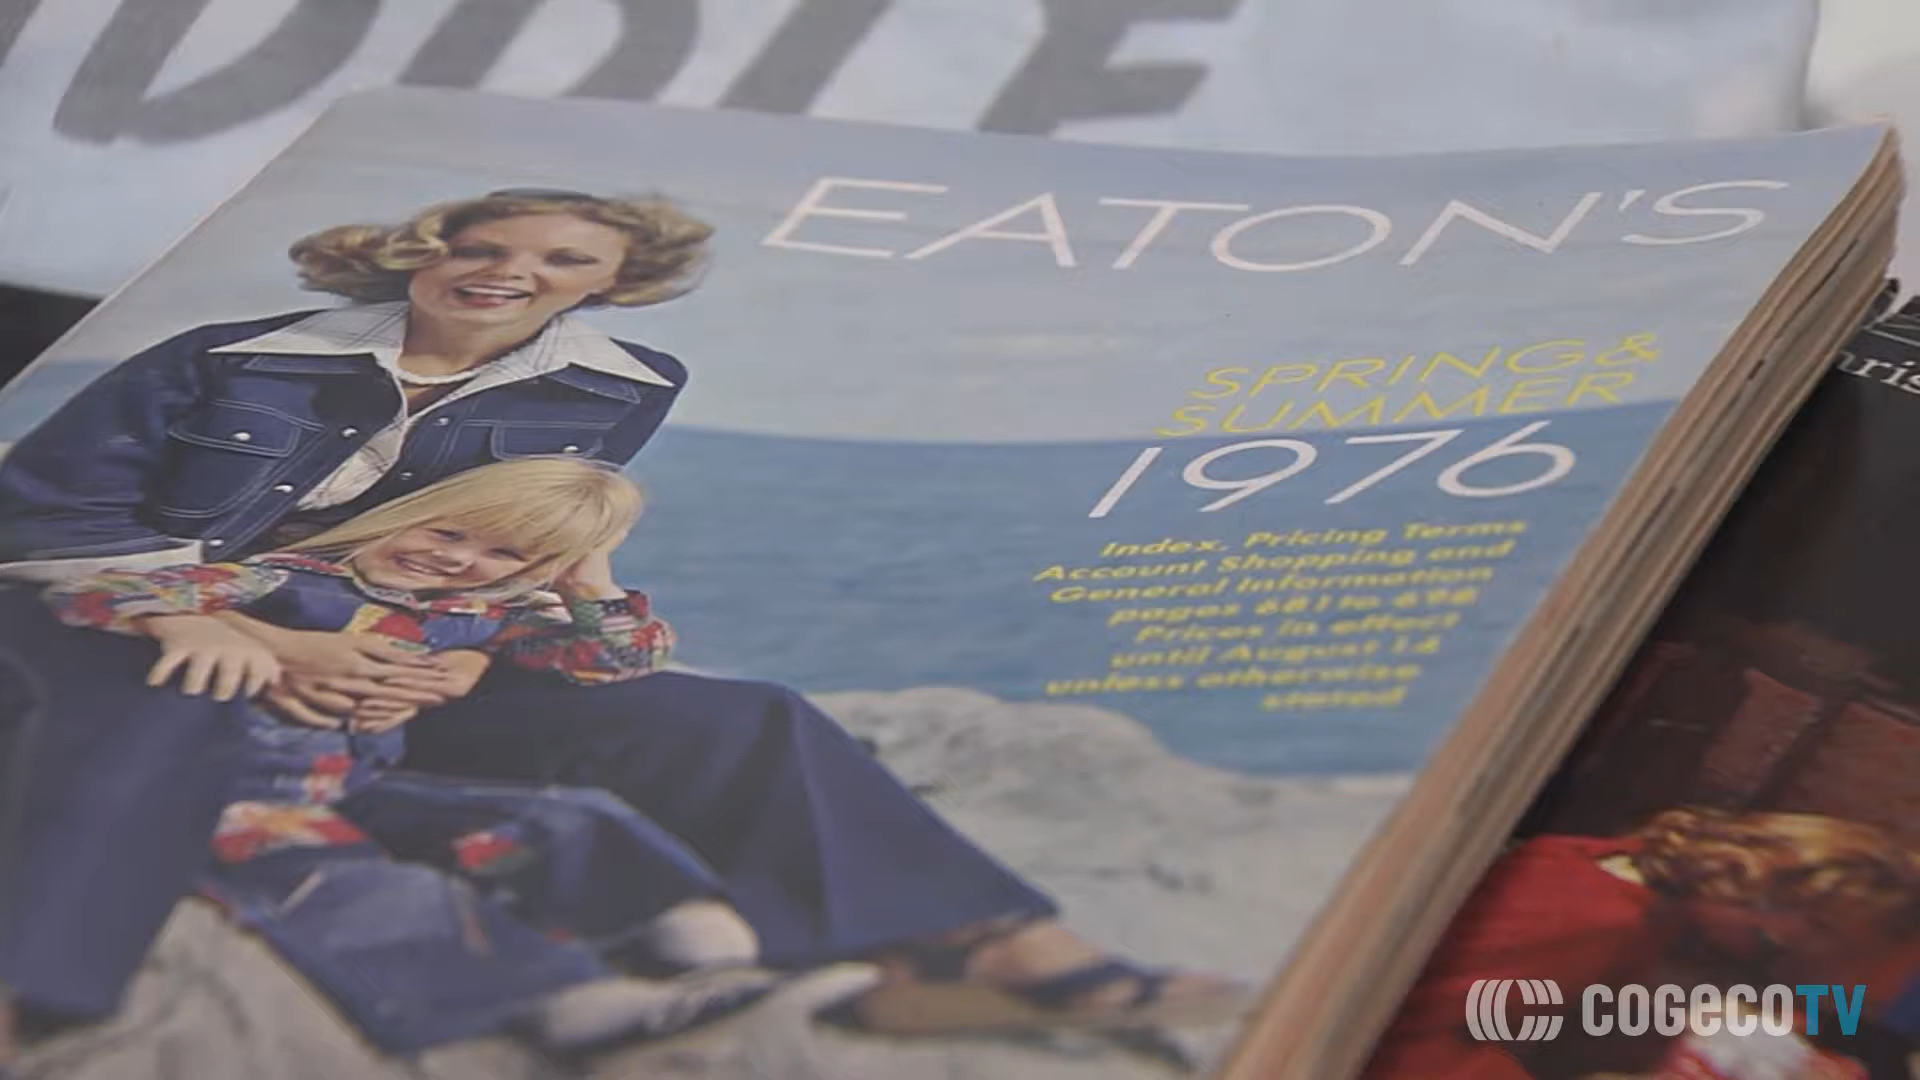 EATON'S
SPRING &
SUMMER
1976
Index, Pricing Terms
Account Shopping and
General Information
pages 681 to 698
Prices in effect
until August 14
unless otherwise
stated
COGECOTV